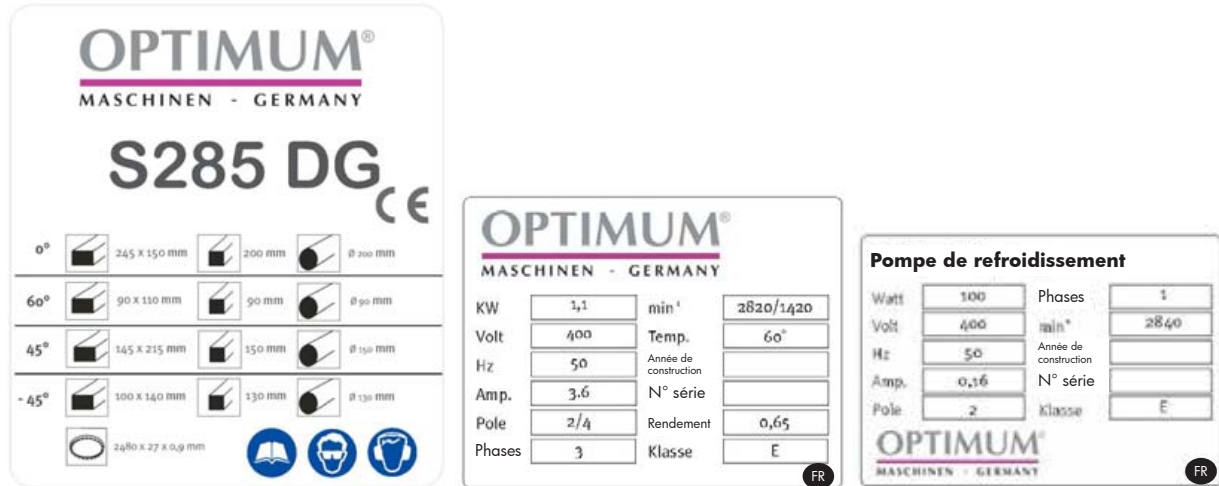 OPTIMUM®
MASCHINEN - GERMANY
S285 DG
CE
0° 245 x 150 mm 200 mm Ø 200 mm
60° 90 x 110 mm 90 mm Ø 90 mm
45° 145 x 215 mm 150 mm Ø 150 mm
- 45° 100 x 140 mm 130 mm Ø 130 mm
2480 x 27 x 0,9 mm
OPTIMUM®
MASCHINEN - GERMANY
KW 1,1 min⁻¹ 2820/1420
Volt 400 Temp. 60°
Hz 50 Année de
construction
Amp. 3.6 N° série
Pole 2/4 Rendement 0,65
Phases 3 Klasse E
FR
Pompe de refroidissement
Watt 100 Phases 1
Volt 400 min⁻¹ 2840
Hz 50 Année de
construction
Amp. 0,16 N° série
Pole 2 Klasse E
OPTIMUM®
MASCHINEN - GERMANY
FR